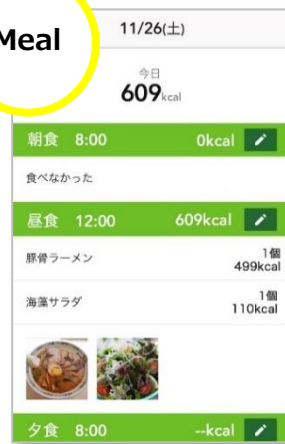 Meal
11/26(土)
今日
609kcal
朝食 8:00 0kcal
食べなかった
昼食 12:00 609kcal
豚骨ラーメン 1個
499kcal
海藻サラダ 1個
110kcal
夕食 8:00 --kcal